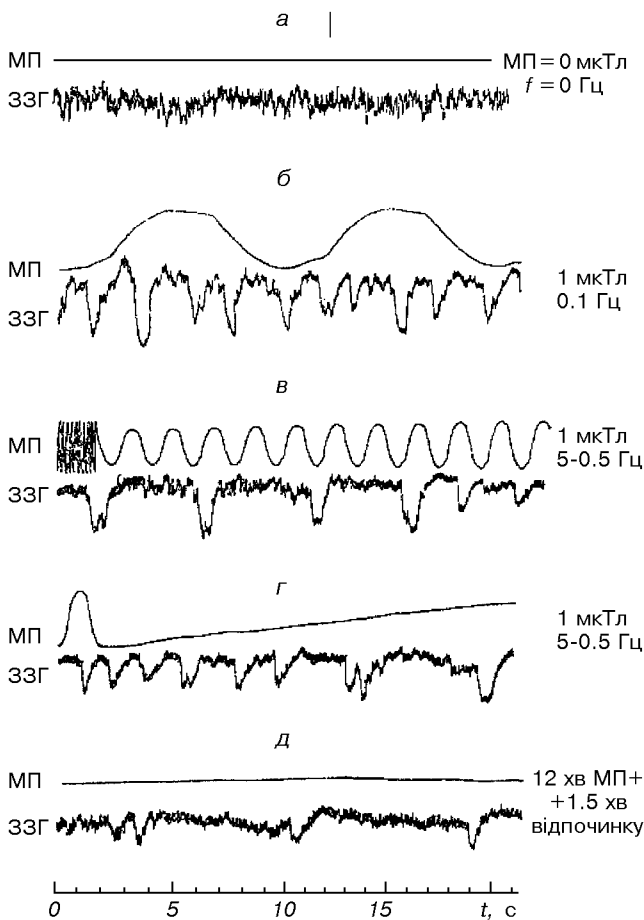 а
МП
МП = 0 мкТл
f = 0 Гц
ЗЗГ
б
МП
1 мкТл
0.1 Гц
ЗЗГ
в
МП
1 мкТл
5-0.5 Гц
ЗЗГ
г
МП
1 мкТл
5-0.5 Гц
ЗЗГ
д
МП
12 хв МП+
+1.5 хв
відпочинку
ЗЗГ
0 5 10 15 t, с